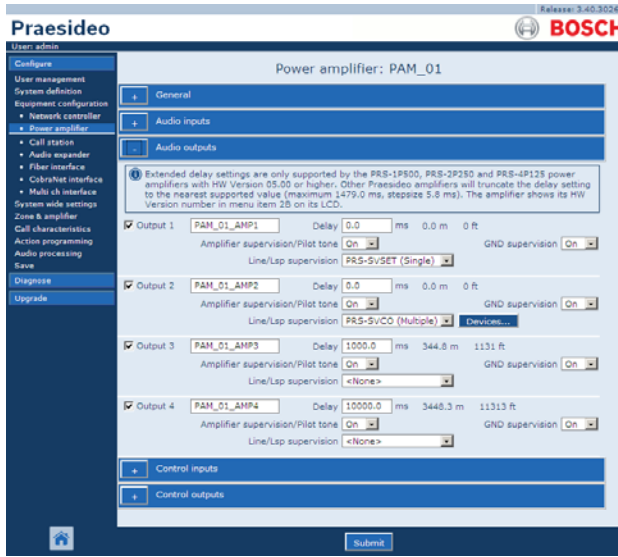 Release: 3.40.3026
Praesideo
BOSCH
User: admin
Configure
User management
System definition
Equipment configuration
• Network controller
• Power amplifier
• Call station
• Audio expander
• Fiber interface
• CobraNet interface
• Multi ch interface
System wide settings
Zone & amplifier
Call characteristics
Action programming
Audio processing
Save
Diagnose
Upgrade
Power amplifier: PAM_01
+ General
+ Audio inputs
- Audio outputs
Extended delay settings are only supported by the PRS-1P500, PRS-2P250 and PRS-4P125 power
amplifiers with HW Version 05.00 or higher. Other Praesideo amplifiers will truncate the delay setting
to the nearest supported value (maximum 1479.0 ms, stepsize 5.8 ms). The amplifier shows its HW
Version number in menu item 2B on its LCD.
Output 1 PAM_01_AMP1 Delay 0.0 ms 0.0 m 0 ft
Amplifier supervision/Pilot tone On GND supervision On
Line/Lsp supervision PRS-SVSET (Single)
Output 2 PAM_01_AMP2 Delay 0.0 ms 0.0 m 0 ft
Amplifier supervision/Pilot tone On GND supervision On
Line/Lsp supervision PRS-SVCO (Multiple) Devices...
Output 3 PAM_01_AMP3 Delay 1000.0 ms 344.8 m 1131 ft
Amplifier supervision/Pilot tone On GND supervision On
Line/Lsp supervision <None>
Output 4 PAM_01_AMP4 Delay 10000.0 ms 3448.3 m 11313 ft
Amplifier supervision/Pilot tone On GND supervision On
Line/Lsp supervision <None>
+ Control inputs
+ Control outputs
Submit